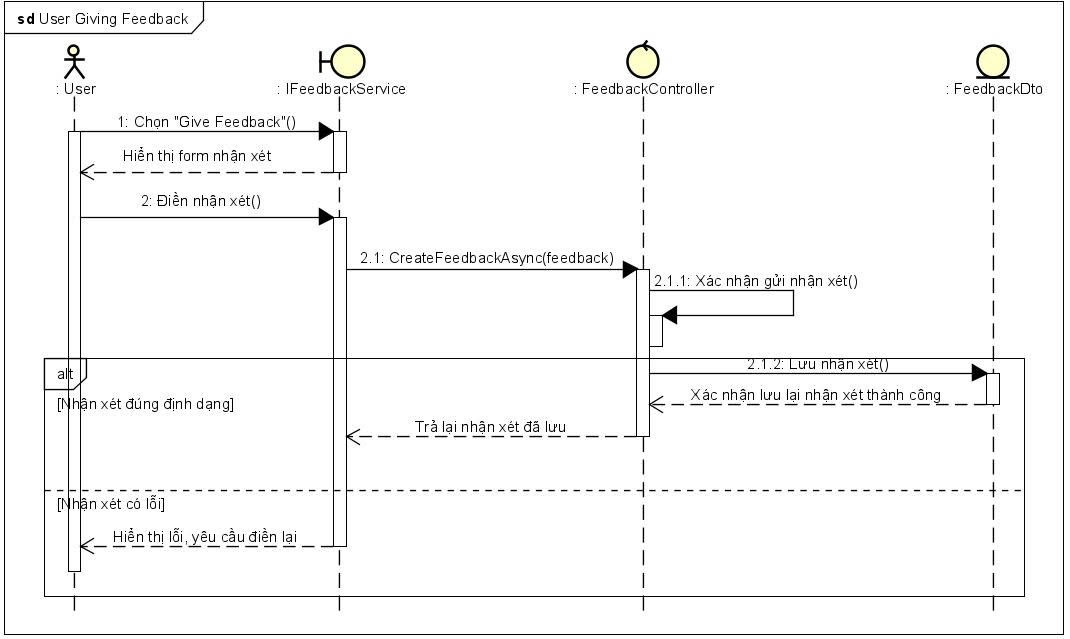 sd User Giving Feedback
: User
: IFeedbackService
: FeedbackController
: FeedbackDto
1: Chọn "Give Feedback"()
Hiển thị form nhận xét
2: Điền nhận xét()
2.1: CreateFeedbackAsync(feedback)
2.1.1: Xác nhận gửi nhận xét()
alt
2.1.2: Lưu nhận xét()
[Nhận xét đúng định dạng]
Xác nhận lưu lại nhận xét thành công
Trả lại nhận xét đã lưu
[Nhận xét có lỗi]
Hiển thị lỗi, yêu cầu điền lại